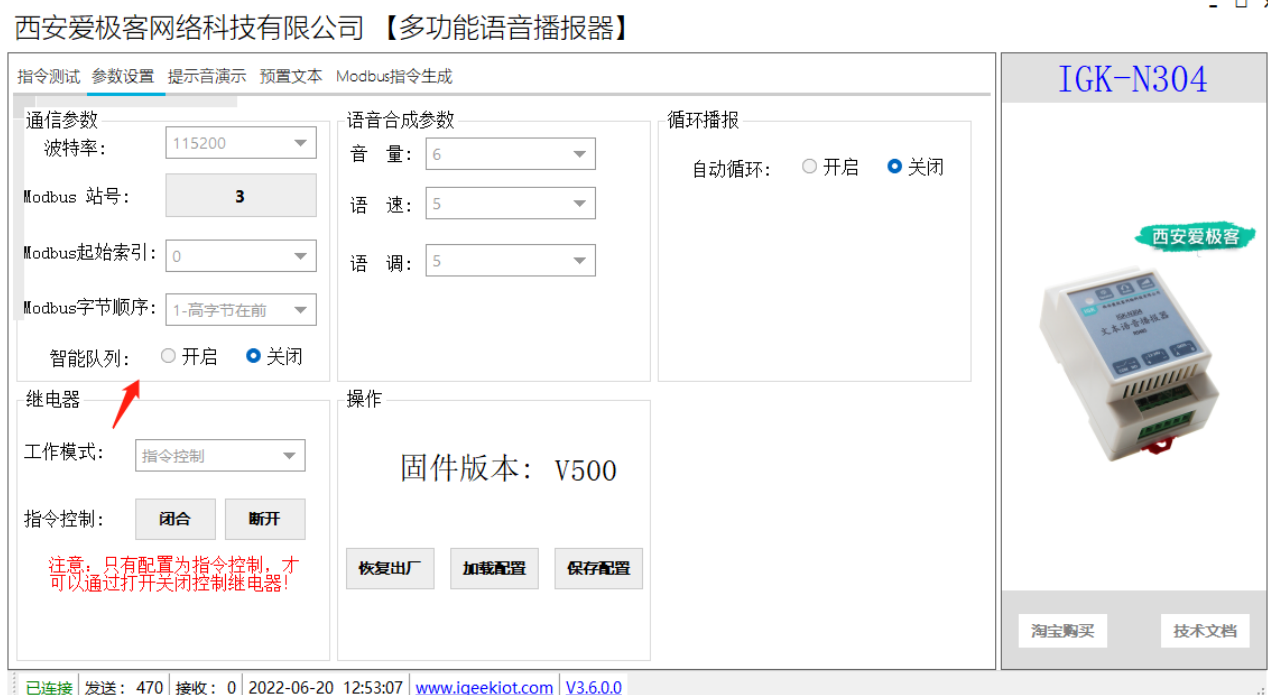 西安爱极客网络科技有限公司 【多功能语音播报器】
指令测试 参数设置 提示音演示 预置文本 Modbus指令生成
IGK-N304
通信参数
波特率: 115200
Modbus 站号: 3
Modbus起始索引: 0
Modbus字节顺序: 1-高字节在前
智能队列: 开启 关闭
语音合成参数
音 量: 6
语 速: 5
语 调: 5
循环播报
自动循环: 开启 关闭
西安爱极客
文本语音播报器
继电器
工作模式: 指令控制
指令控制: 闭合 断开
注意: 只有配置为指令控制, 才
可以通过打开关闭控制继电器!
操作
固件版本: V500
恢复出厂 加载配置 保存配置
淘宝购买 技术文档
已连接 发送: 470 接收: 0 2022-06-20 12:53:07 www.igeekiot.com V3.6.0.0